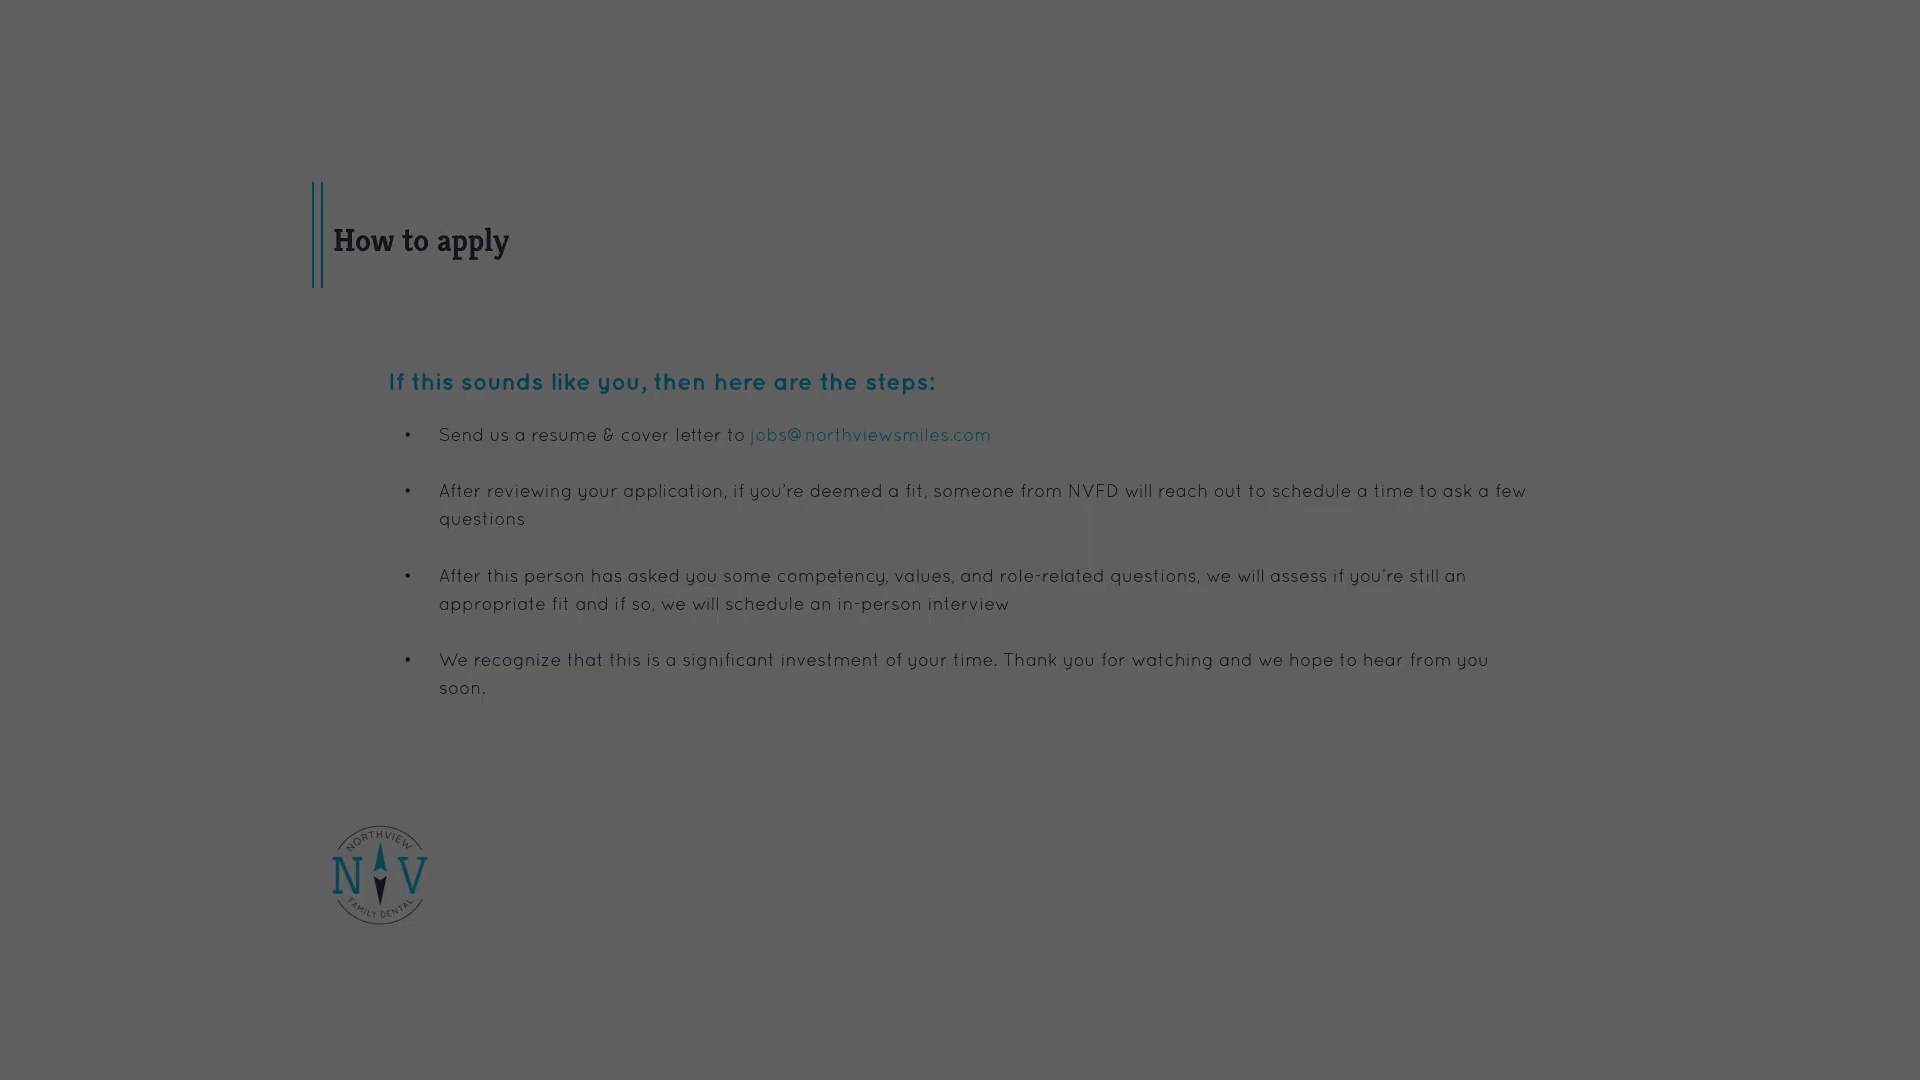 How to apply
If this sounds like you, then here are the steps:
• Send us a resume & cover letter to jobs@northviewsmiles.com
• After reviewing your application, if you're deemed a fit, someone from NVFD will reach out to schedule a time to ask a few
questions
• After this person has asked you some competency, values, and role-related questions, we will assess if you're still an
appropriate fit and if so, we will schedule an in-person interview
• We recognize that this is a significant investment of your time. Thank you for watching and we hope to hear from you
soon.
NORTHVIEW
N V
FAMILY DENTAL